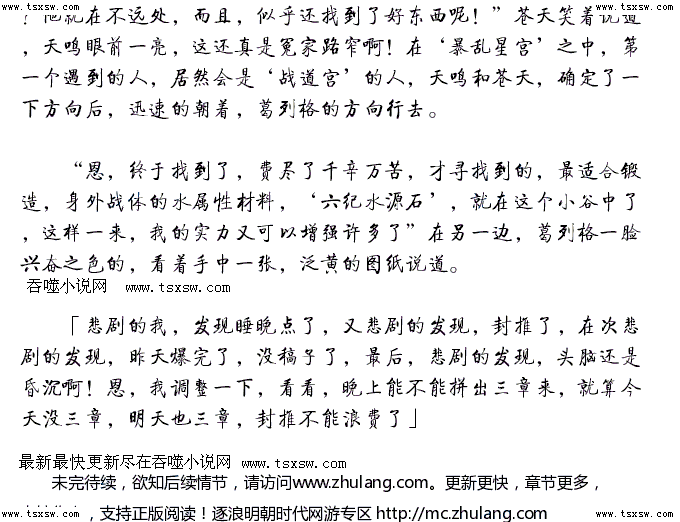 www.tsxsw.com www.tsxsw.com www.tsxsw.com
！他就在不远处，而且，似乎还找到了好东西呢！”苍天笑着说道
，天鸣眼前一亮，这还真是冤家路窄啊！在‘暴乱星宫’之中，第
一个遇到的人，居然会是‘战道宫’的人，天鸣和苍天，确定了一
下方向后，迅速的朝着，葛列格的方向行去。
“恩，终于找到了，费尽了千辛万苦，才寻找到的，最适合锻
造，身外战体的水属性材料，‘六纪水源石’，就在这个小谷中了
，这样一来，我的实力又可以增强许多了”在另一边，葛列格一脸
兴奋之色的，看着手中一张，泛黄的图纸说道。
吞噬小说网 www.tsxsw.com
「悲剧的我，发现睡晚点了，又悲剧的发现，封推了，在次悲
剧的发现，昨天爆完了，没稿子了，最后，悲剧的发现，头脑还是
昏沉啊！恩，我调整一下，看看，晚上能不能拼出三章来，就算今
天没三章，明天也三章，封推不能浪费了」
最新最快更新尽在吞噬小说网 www.tsxsw.com
未完待续，欲知后续情节，请访问www.zhulang.com。更新更快，章节更多，
，支持正版阅读！逐浪明朝时代网游专区 http://mc.zhulang.com
www.tsxsw.com www.tsxsw.com www.tsxsw.com